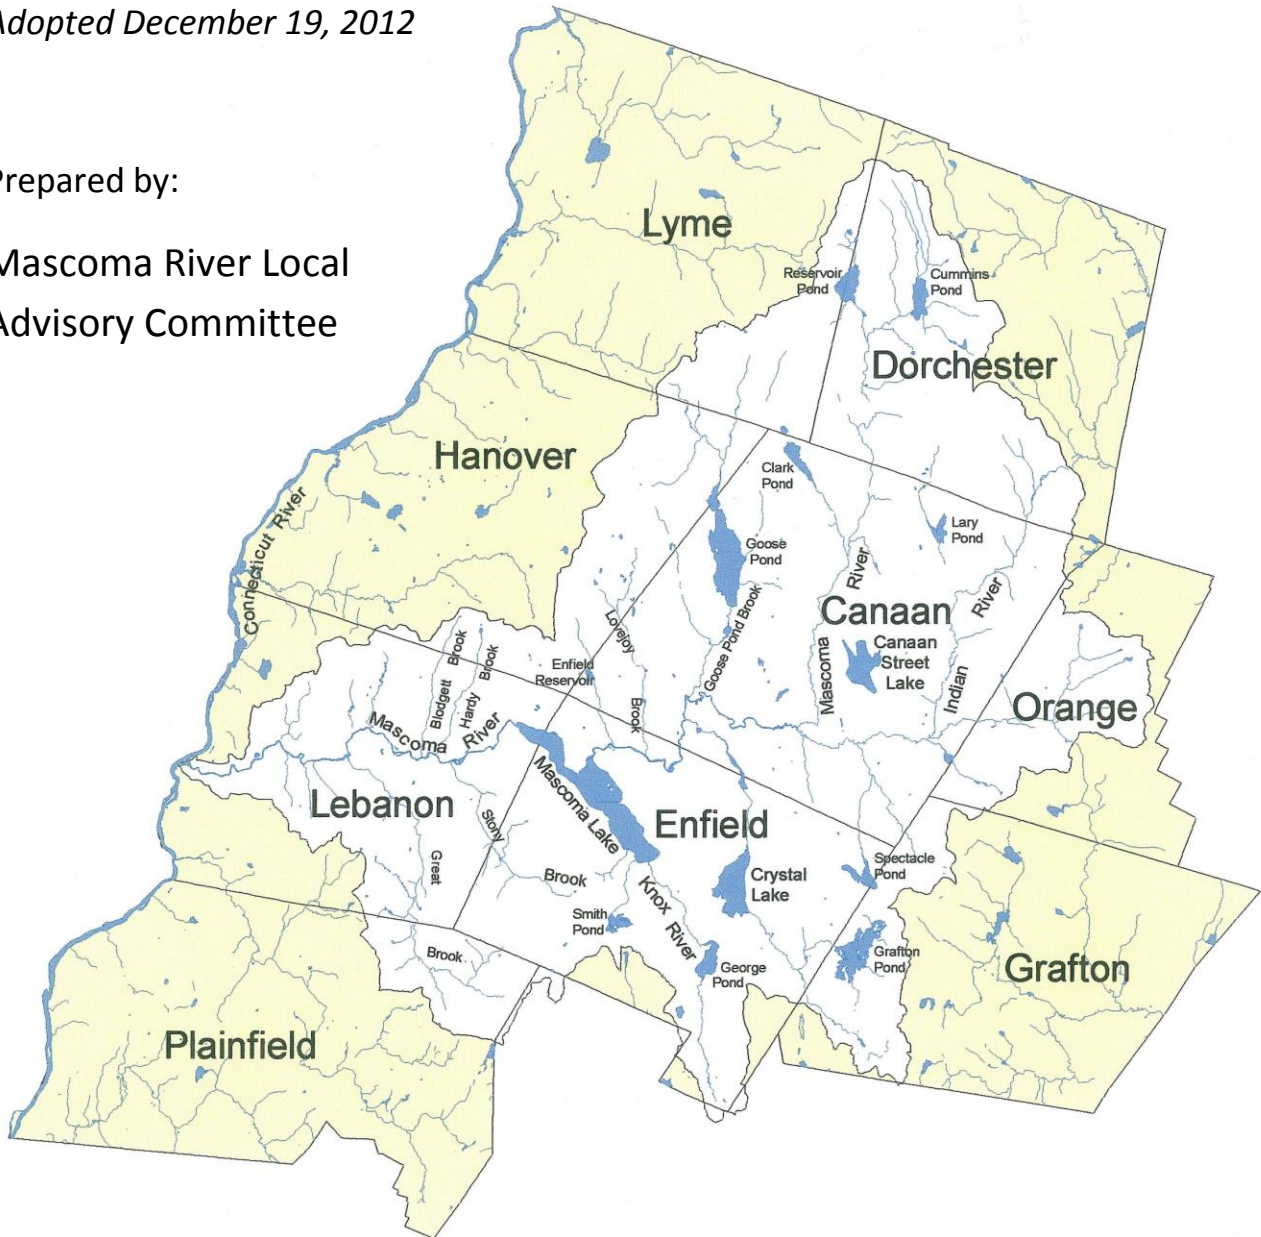 Adopted December 19, 2012
Prepared by:
Mascoma River Local
Advisory Committee
Lyme
Reservoir
Pond
Cummins
Pond
Dorchester
Hanover
Clark
Pond
Connecticut River
Lary
Pond
Goose
Pond
River
River
Canaan
Lovejoy
Goose Pond Brook
Canaan
Street
Lake
Blodgett Brook
Hardy Brook
Enfield
Reservoir
Mascoma
Indian
Orange
Brook
Mascoma River
Mascoma Lake
Lebanon
Stony
Enfield
Great
Brook
Crystal
Lake
Spectacle
Pond
Knox River
Smith
Pond
Brook
George
Pond
Grafton
Pond
Grafton
Plainfield